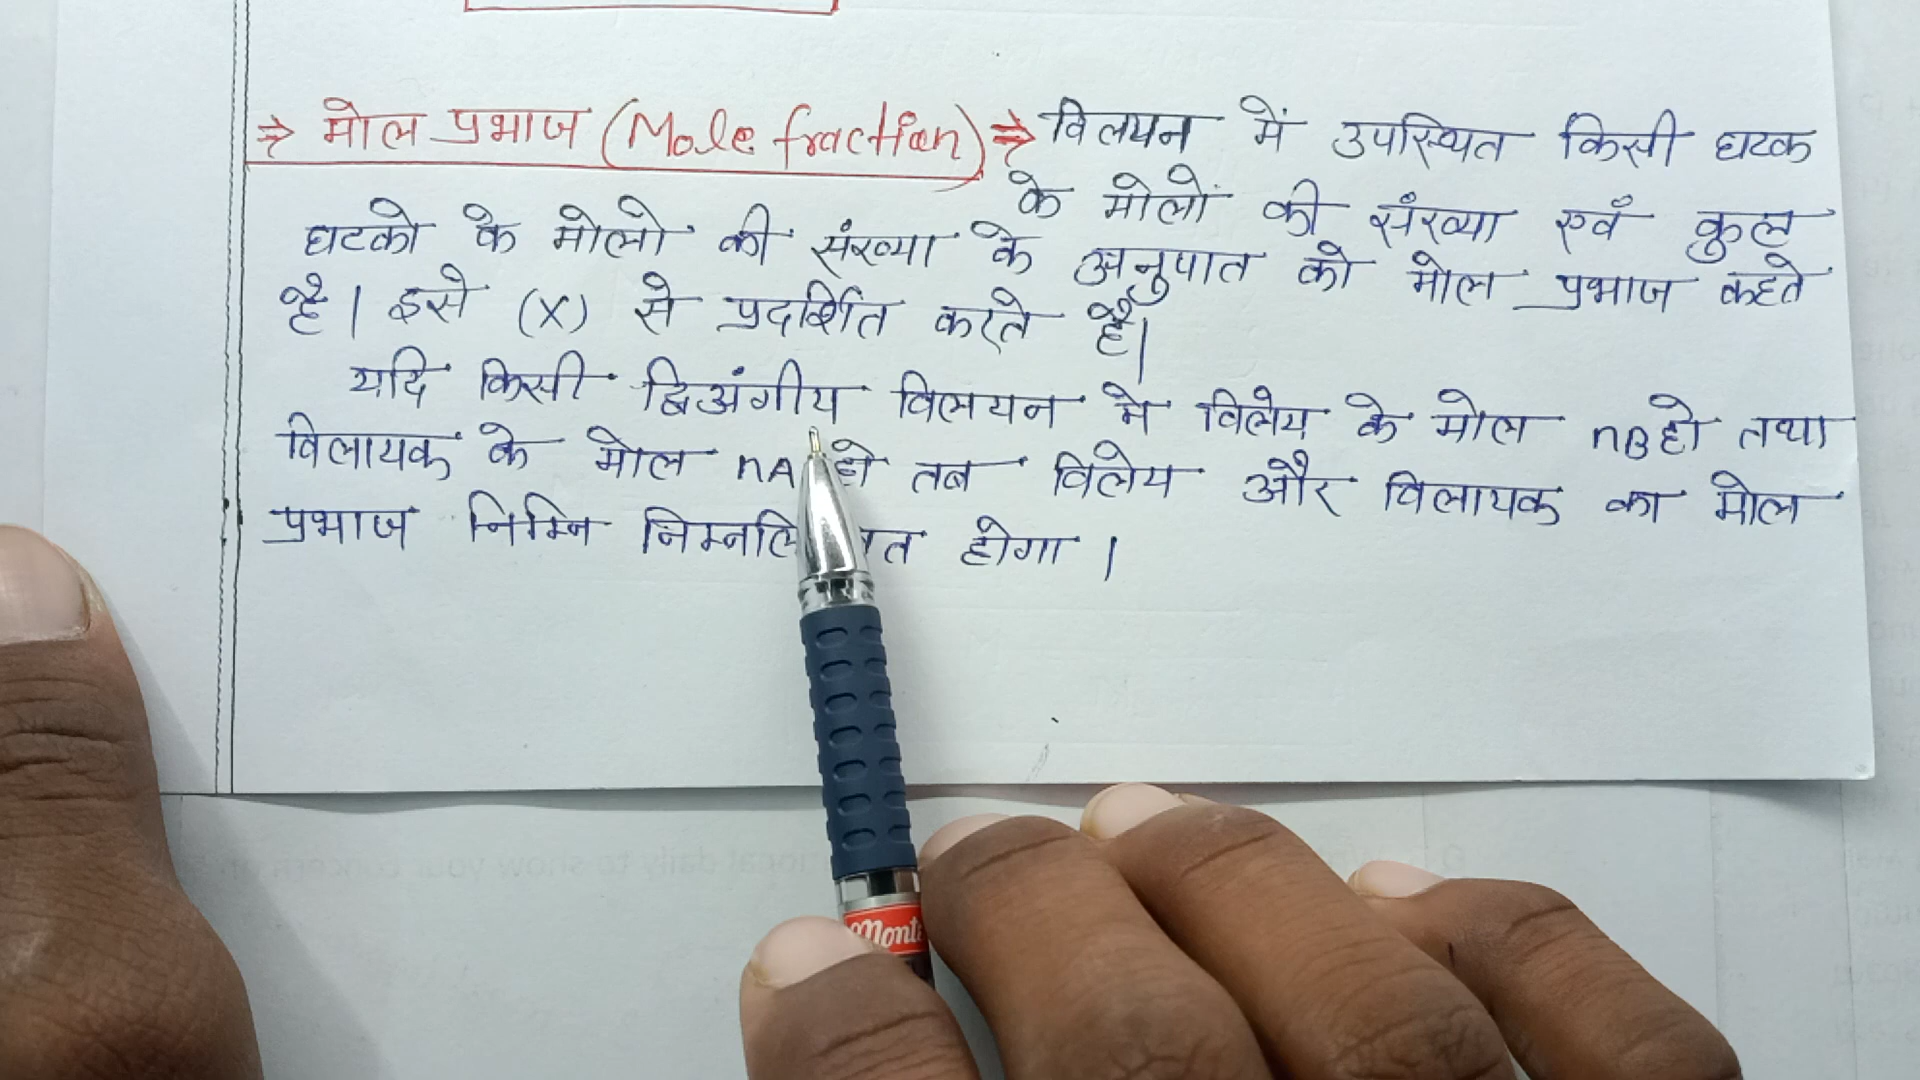 ⇒ मोल प्रभाज (Mole fraction) ⇒ विलयन में उपस्थित किसी घटक
के मोलों की संख्या एवं कुल
घटको के मोलो की संख्या के अनुपात को मोल प्रभाज कहते
है। इसे (X) से प्रदर्शित करते है।
यदि किसी द्विअंगीय विलयन मे विलेय के मोल nB हो तथा
विलायक के मोल nA हो तब विलेय और विलायक का मोल
प्रभाज निम्नि होगा ।
Monte